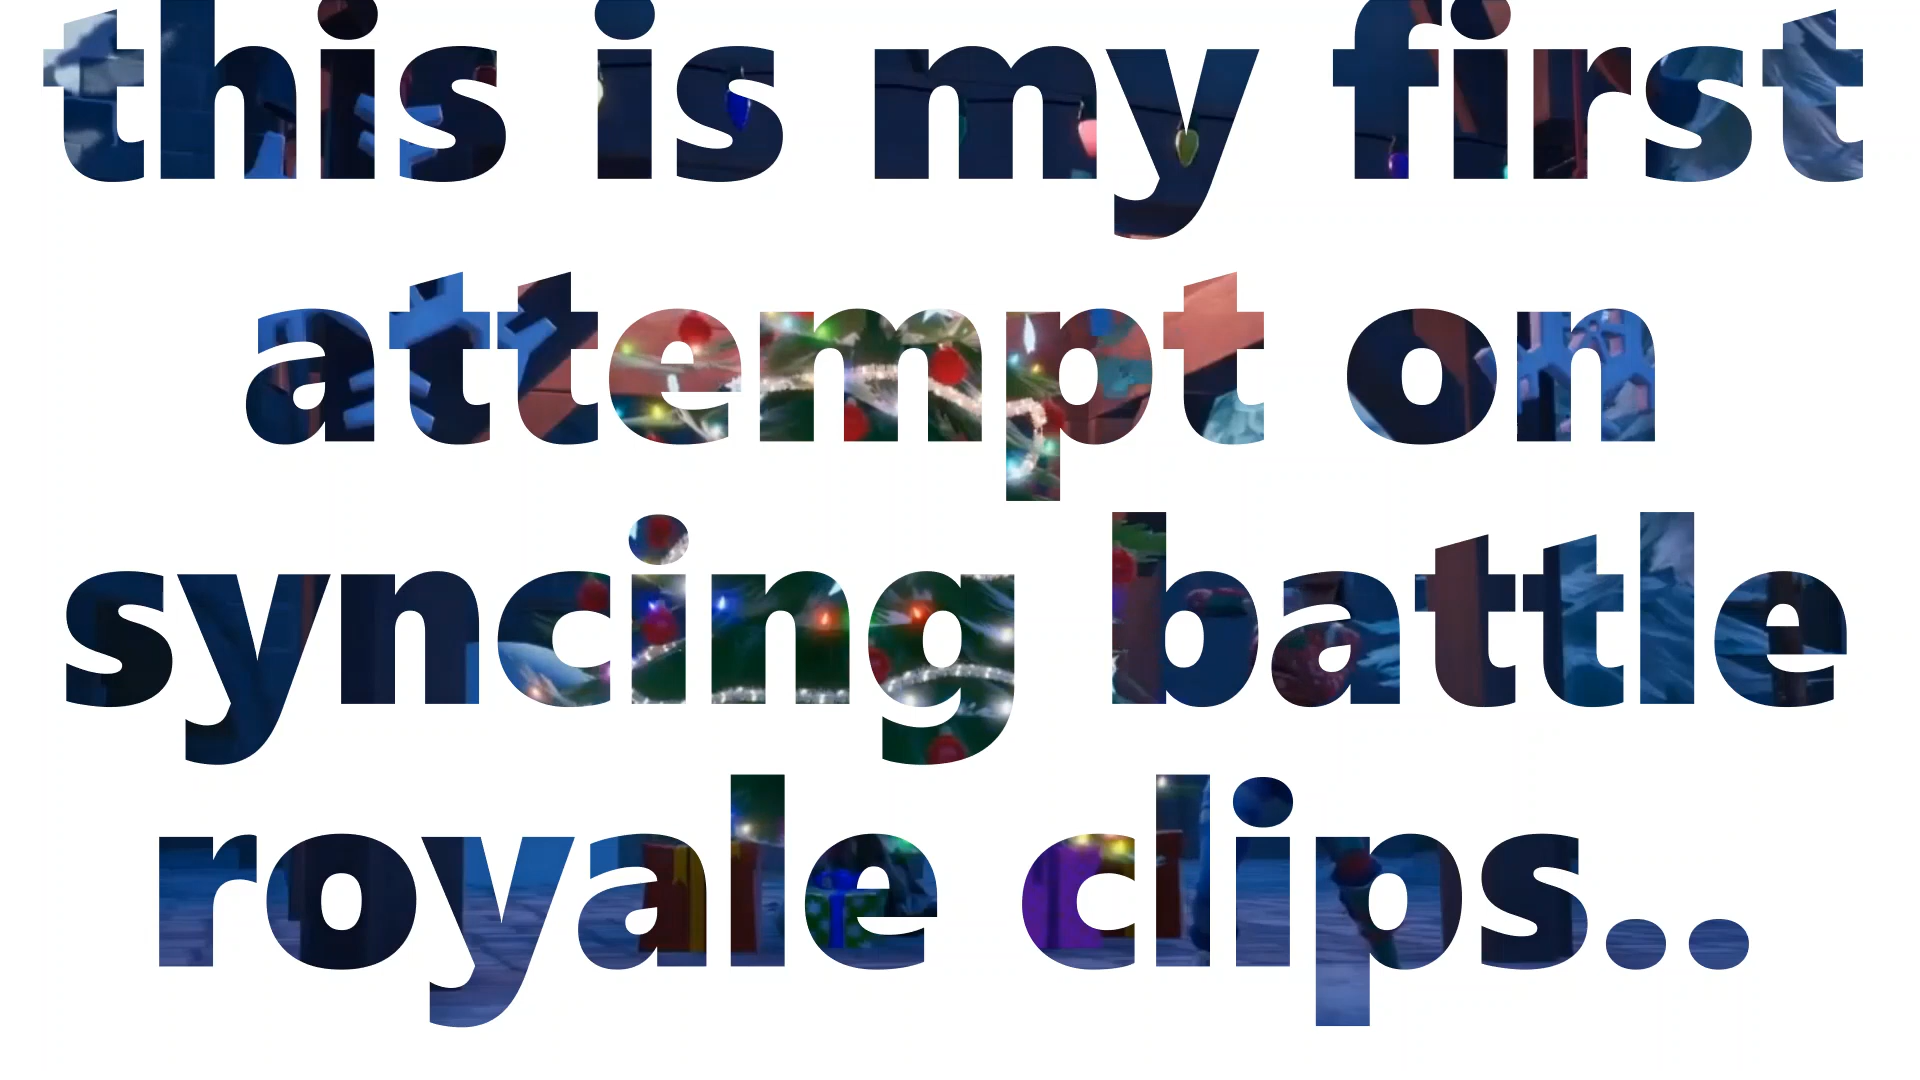 this is my first
attempt on
syncing battle
royale clips..